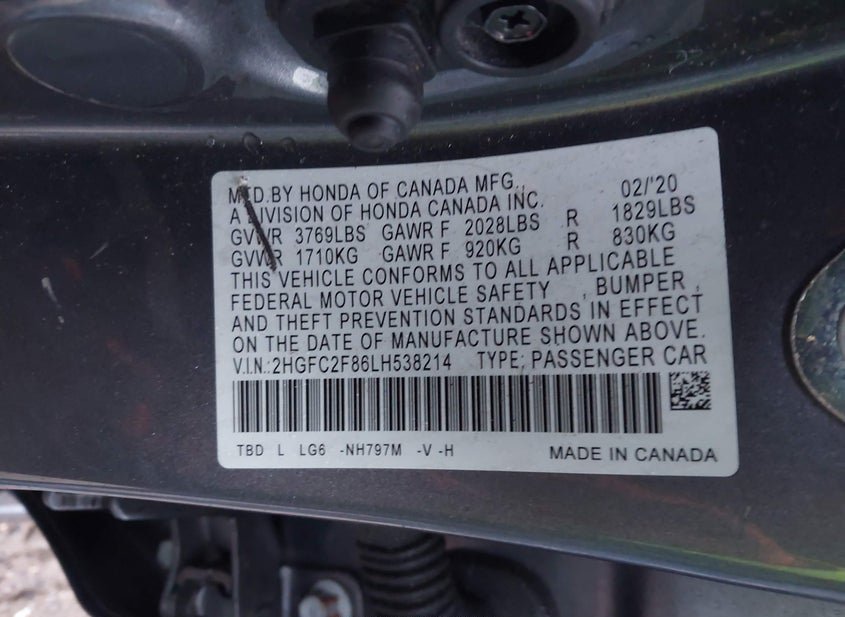 MFD.BY HONDA OF CANADA MFG., 02/'20
A DIVISION OF HONDA CANADA INC.
GVWR 3769LBS GAWR F 2028LBS R 1829LBS
GVWR 1710KG GAWR F 920KG R 830KG
THIS VEHICLE CONFORMS TO ALL APPLICABLE
FEDERAL MOTOR VEHICLE SAFETY , BUMPER ,
AND THEFT PREVENTION STANDARDS IN EFFECT
ON THE DATE OF MANUFACTURE SHOWN ABOVE.
V.I.N.:2HGFC2F86LH538214 TYPE: PASSENGER CAR
TBD L LG6 -NH797M -V -H MADE IN CANADA